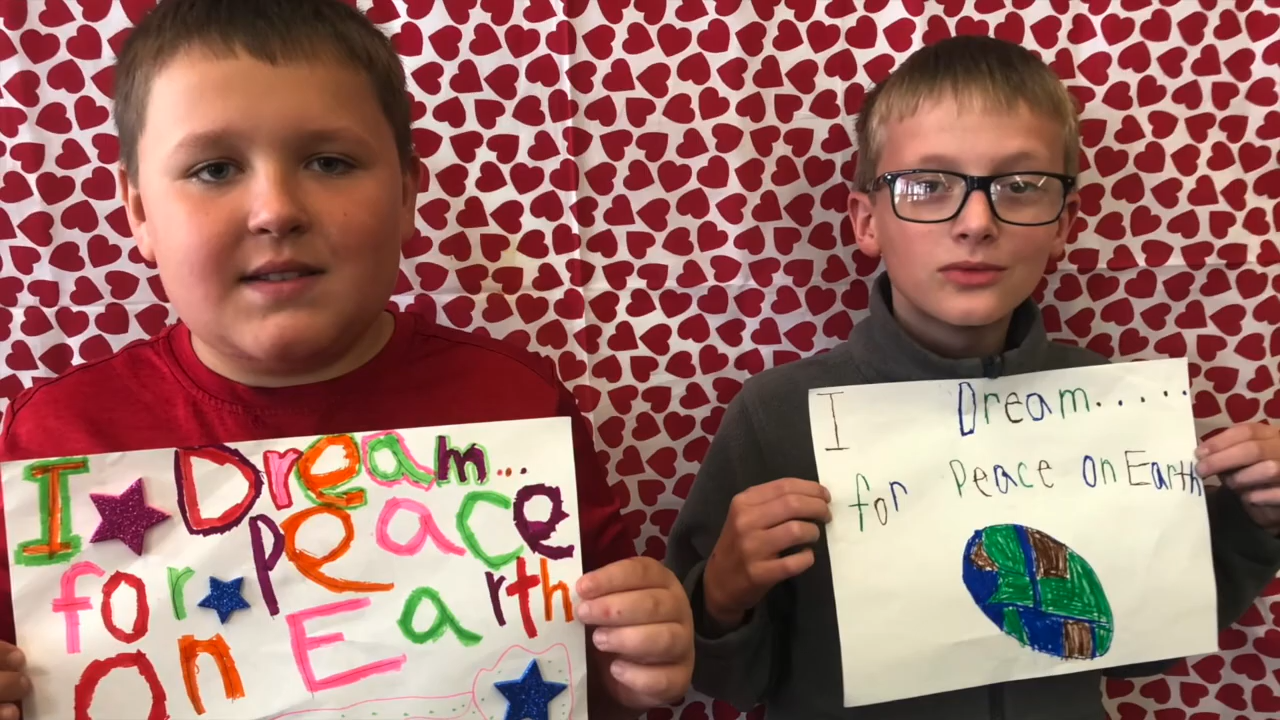 I Dream...
peace
for
on Earth
I Dream.....
for Peace on Earth